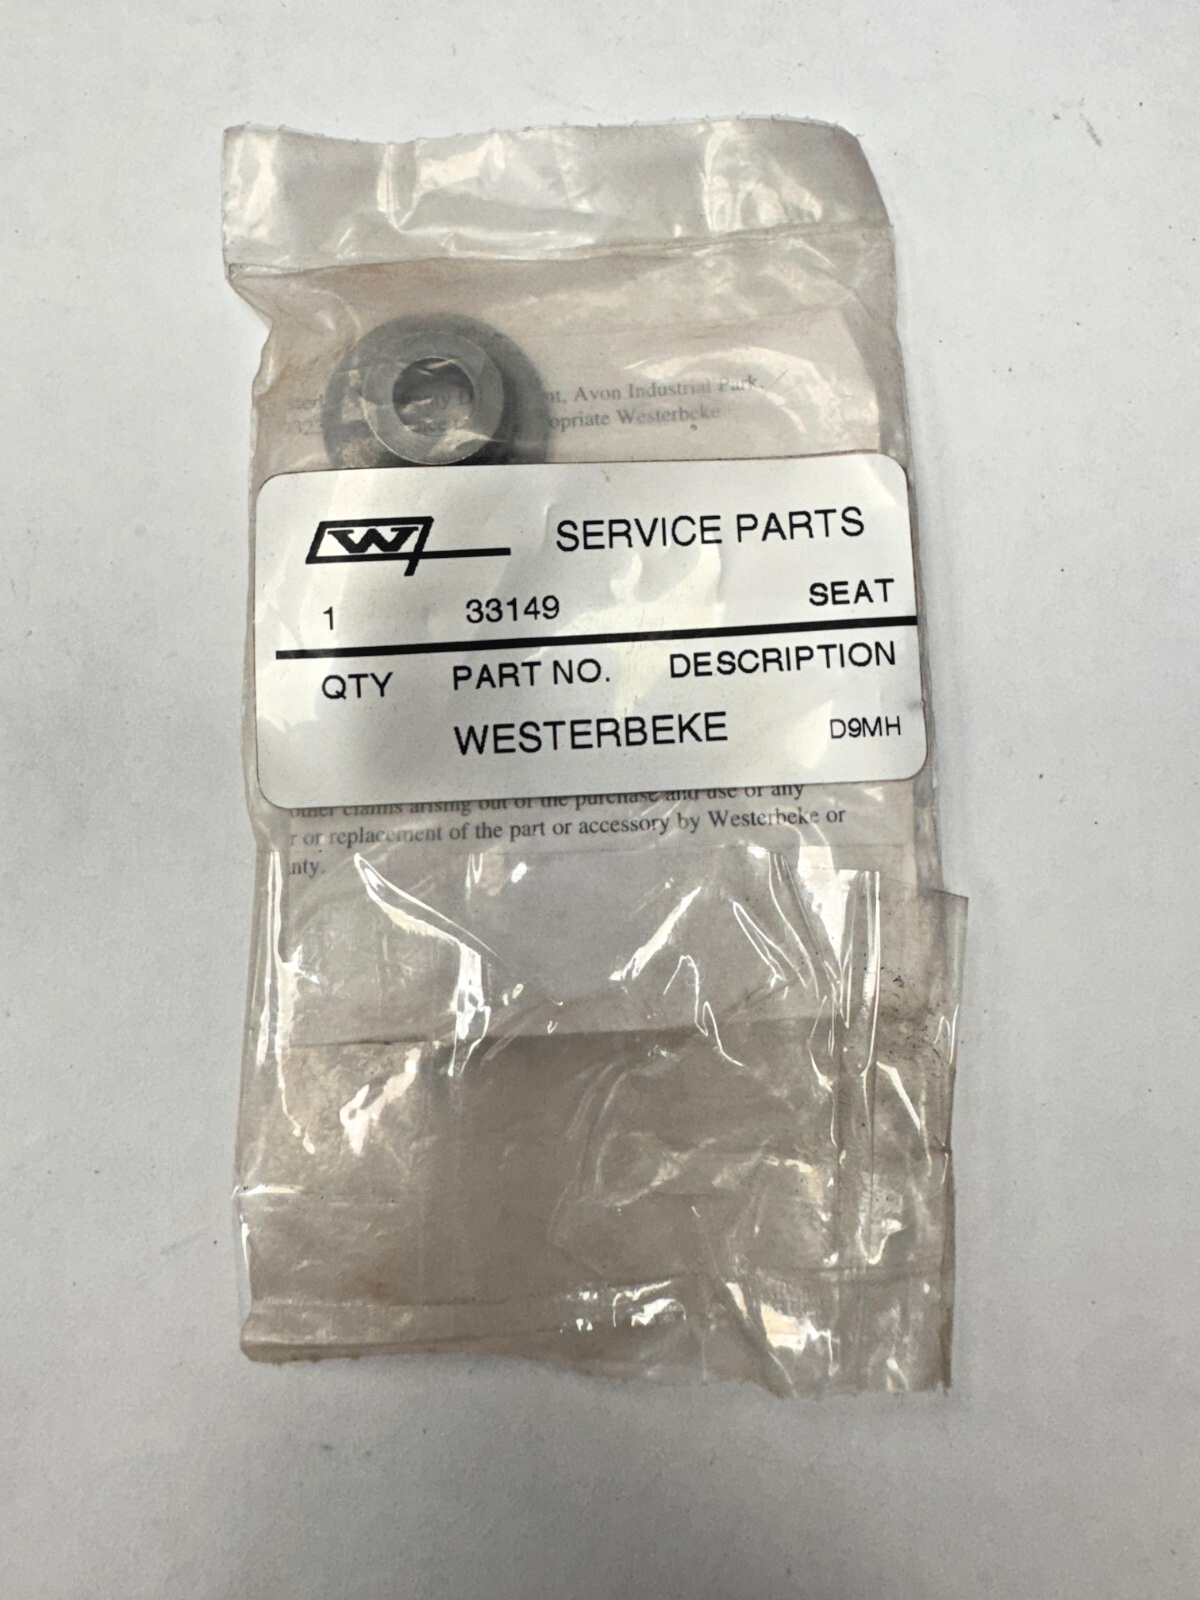 nt, Avon Industrial Park,
opriate Westerbeke
W
SERVICE PARTS
1 33149 SEAT
QTY PART NO. DESCRIPTION
WESTERBEKE D9MH
other claims arising out of the purchase and use of any
r or replacement of the part or accessory by Westerbeke or
nty.